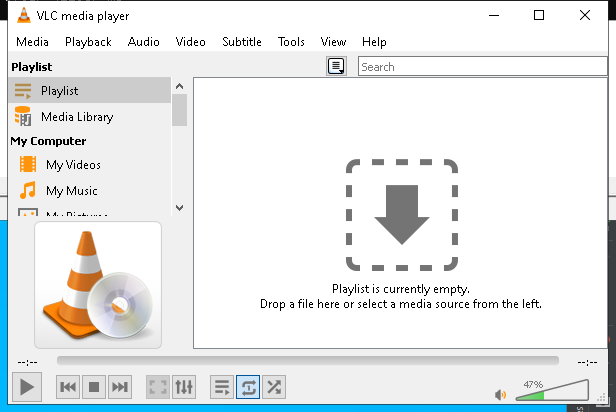 VLC media player
Media Playback Audio Video Subtitle Tools View Help
Playlist
Search
Playlist
Media Library
My Computer
My Videos
My Music
My Pictures
Playlist is currently empty.
Drop a file here or select a media source from the left.
--:-- --:--
47%